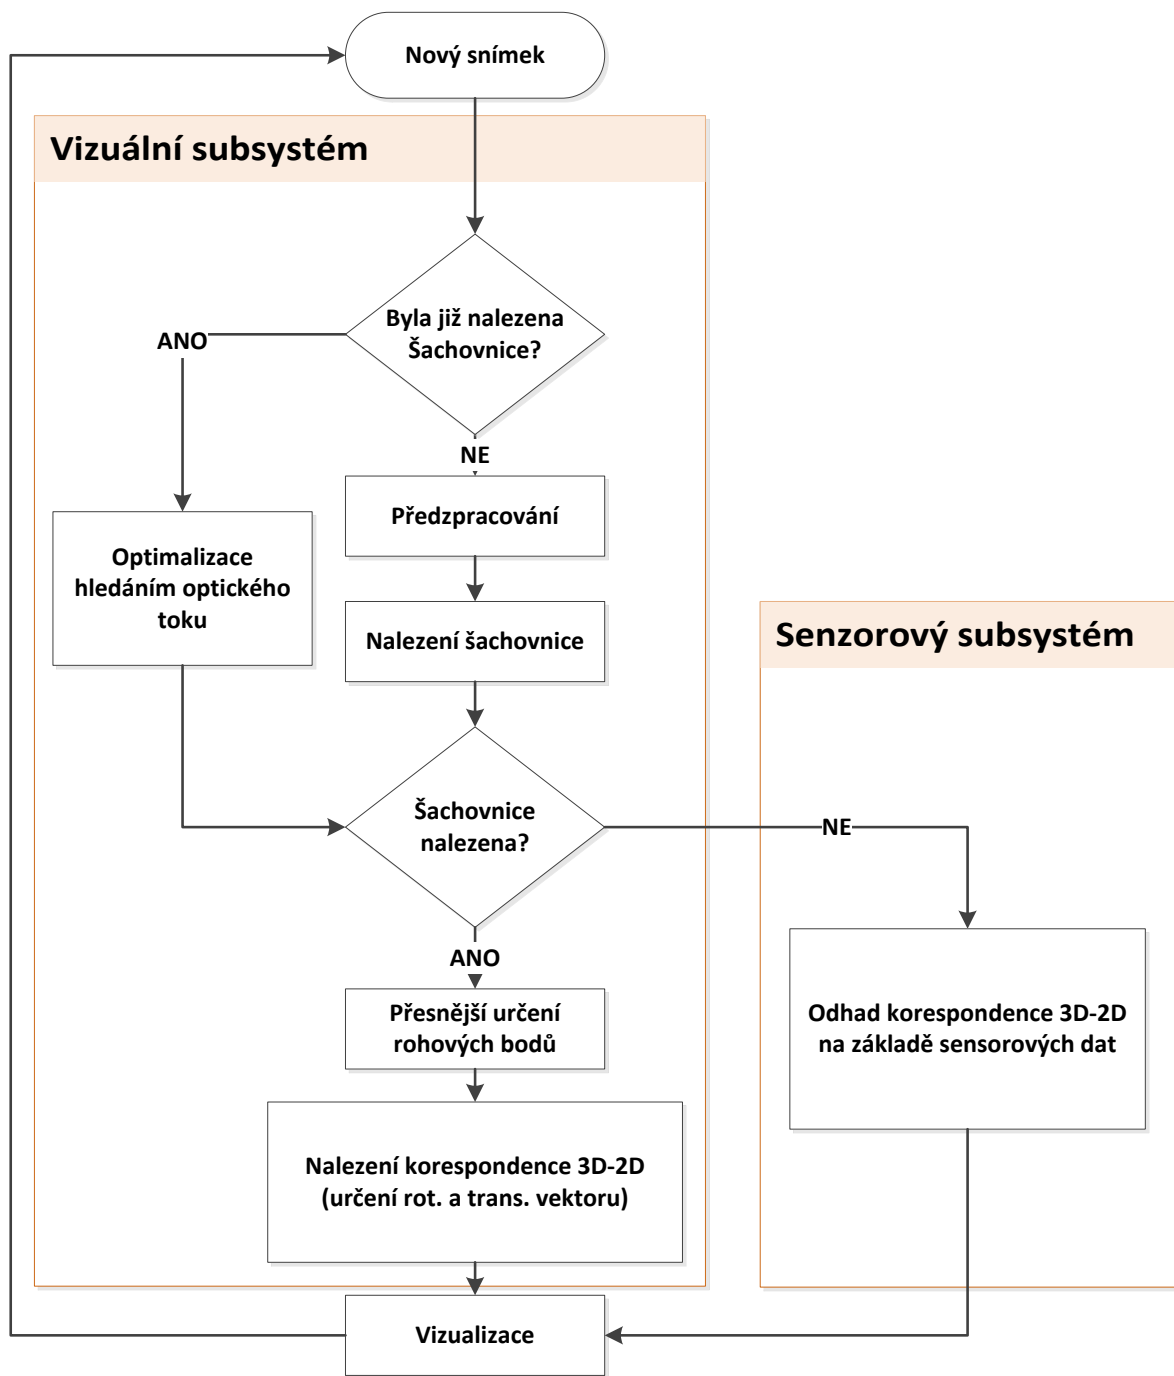 Nový snímek
Vizuální subsystém
Byla již nalezena
Šachovnice?
ANO
NE
Předzpracování
Optimalizace
hledáním optického
toku
Nalezení šachovnice
Senzorový subsystém
Šachovnice
nalezena?
NE
ANO
Přesnější určení
rohových bodů
Odhad korespondence 3D-2D
na základě sensorových dat
Nalezení korespondence 3D-2D
(určení rot. a trans. vektoru)
Vizualizace